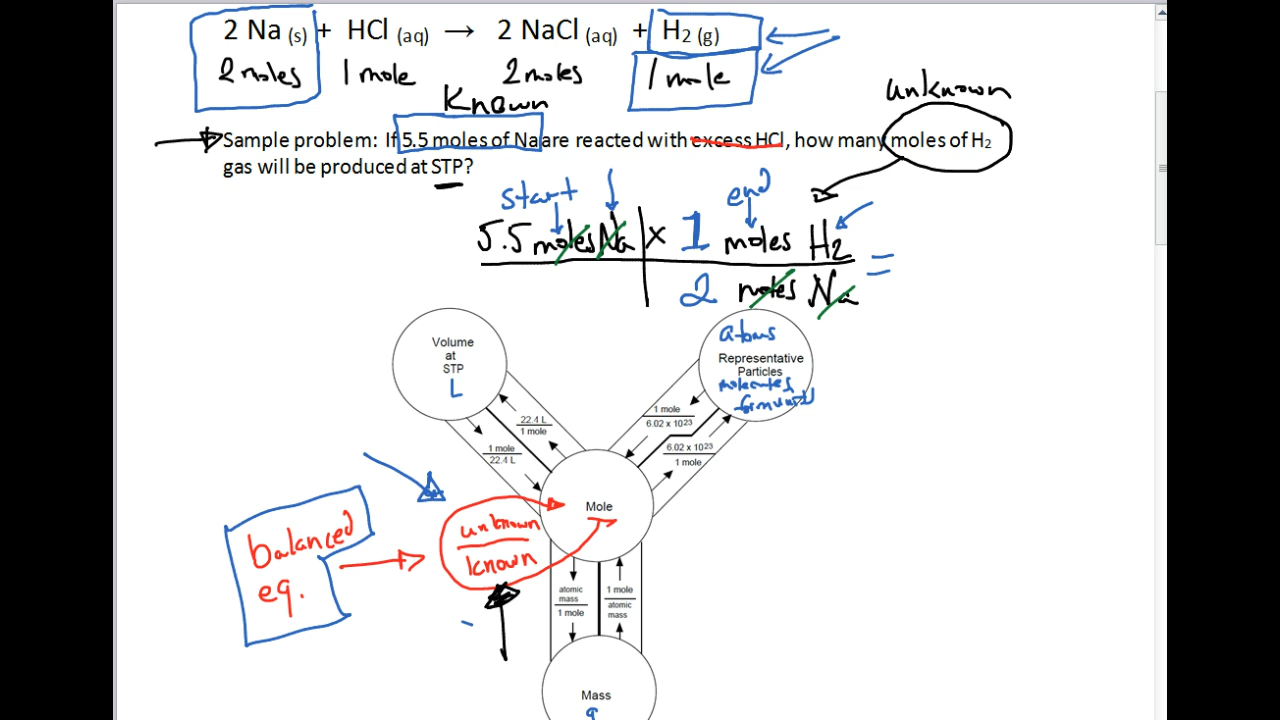 2 Na (s) + HCl (aq) → 2 NaCl (aq) + H2 (g)
2 moles 1 mole 2 moles 1 mole
Known
unknown
Sample problem: If 5.5 moles of Na are reacted with excess HCl, how many moles of H2
gas will be produced at STP?
start end
5.5 moles Na x 1 moles H2 =
2 moles Na
Volume
at
STP
L
atoms
Representative
Particles
molecules
22.4 L
1 mole
1 mole
22.4 L
1 mole
6.02 x 10²³
6.02 x 10²³
1 mole
Mole
balanced
eq.
unknown
known
atomic
mass
1 mole
1 mole
atomic
mass
Mass
g